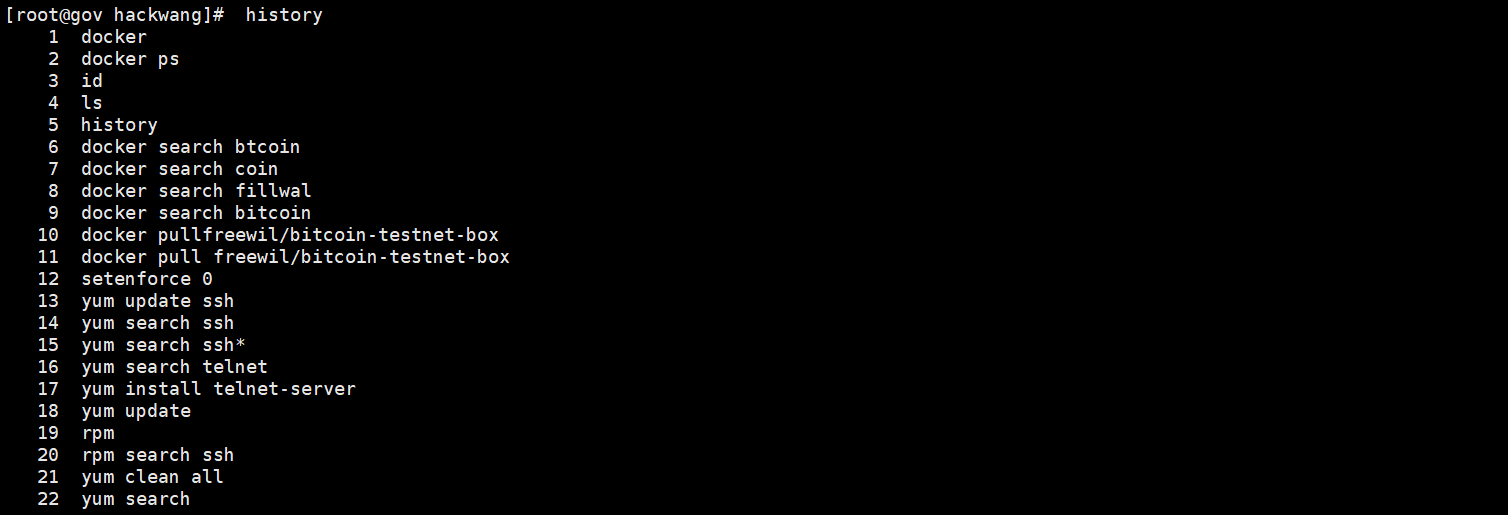 [root@gov hackwang]#  history
    1  docker
    2  docker ps
    3  id
    4  ls
    5  history
    6  docker search btcoin
    7  docker search coin
    8  docker search fillwal
    9  docker search bitcoin
   10  docker pullfreewil/bitcoin-testnet-box
   11  docker pull freewil/bitcoin-testnet-box
   12  setenforce 0
   13  yum update ssh
   14  yum search ssh
   15  yum search ssh*
   16  yum search telnet
   17  yum install telnet-server
   18  yum update
   19  rpm
   20  rpm search ssh
   21  yum clean all
   22  yum search